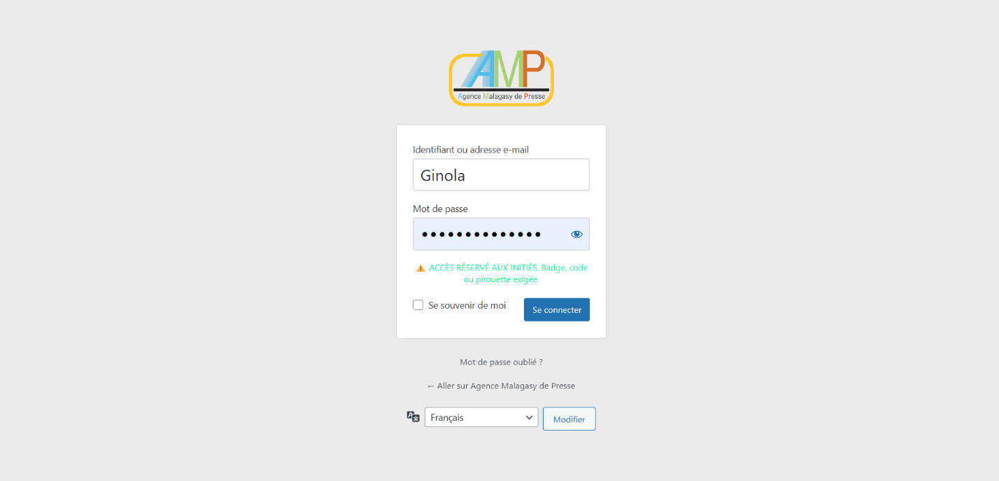 AMP
Agence Malagasy de Presse
Identifiant ou adresse e-mail
Ginola
Mot de passe
⚠ ACCÈS RÉSERVÉ AUX INITIÉS. Badge, code
ou pirouette exigée.
Se souvenir de moi
Se connecter
Mot de passe oublié ?
← Aller sur Agence Malagasy de Presse
Français
Modifier